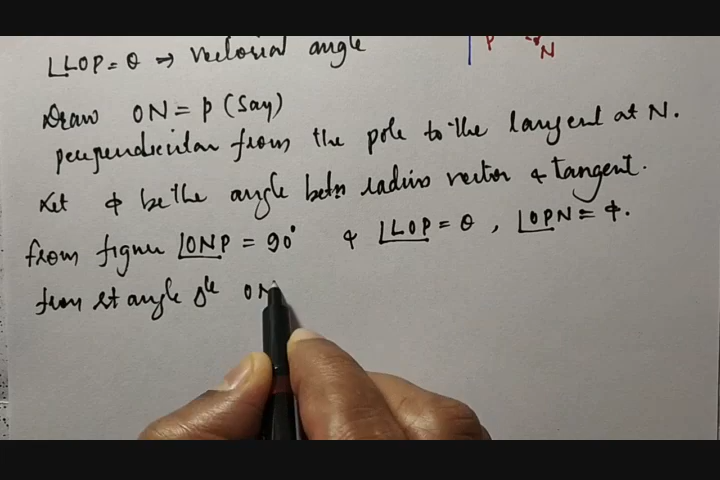 P N
∠LOP = θ → Vectorial angle
Draw ON = p (Say)
perpendicular from the pole to the tangent at N.
Let ϕ be the angle betn radius vector & tangent.
from figure ∠ONP = 90° & ∠LOP = θ , ∠OPN = ϕ.
from rt angle Δle ON